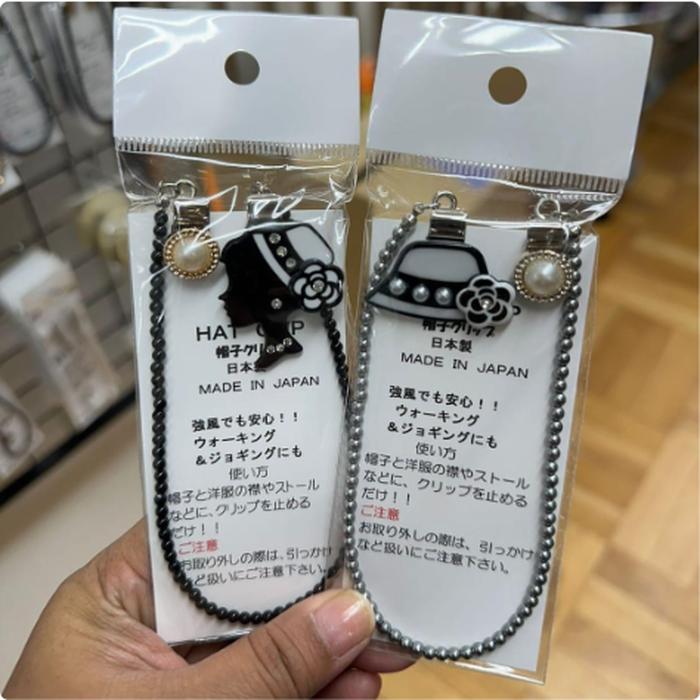 HAT
帽子クリ
日本
MADE IN JAPAN
強風でも安心！！
ウォーキング
＆ジョギングにも
使い方
帽子と洋服の襟やストール
などに、クリップを止める
だけ！！
ご注意
お取り外しの際は、引っかけ
など扱いにご注意下さい。
P
帽子クリップ
日本製
MADE IN JAPAN
強風でも安心！！
ウォーキング
＆ジョギングにも
使い方
帽子と洋服の襟やストール
などに、クリップを止める
だけ！！
ご注意
お取り外しの際は、引っかけ
など扱いにご注意下さい。